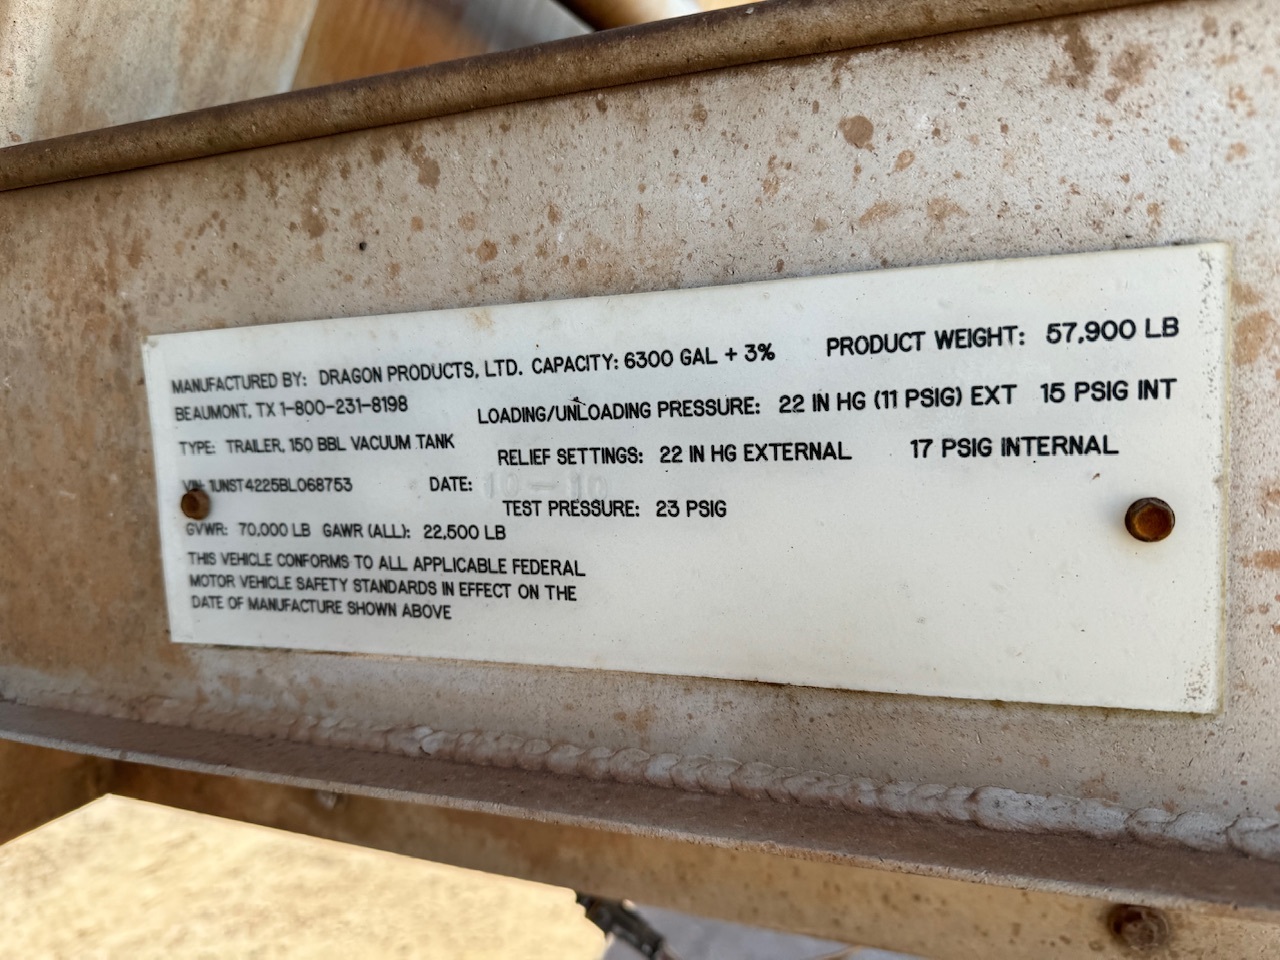 MANUFACTURED BY: DRAGON PRODUCTS, LTD. CAPACITY: 6300 GAL + 3% PRODUCT WEIGHT: 57,900 LB
BEAUMONT, TX 1-800-231-8198
LOADING/UNLOADING PRESSURE: 22 IN HG (11 PSIG) EXT 15 PSIG INT
TYPE: TRAILER, 150 BBL VACUUM TANK
RELIEF SETTINGS: 22 IN HG EXTERNAL 17 PSIG INTERNAL
VIN: 1UNST4225BL068753 DATE: 10-10
TEST PRESSURE: 23 PSIG
GVWR: 70,000 LB GAWR (ALL): 22,500 LB
THIS VEHICLE CONFORMS TO ALL APPLICABLE FEDERAL
MOTOR VEHICLE SAFETY STANDARDS IN EFFECT ON THE
DATE OF MANUFACTURE SHOWN ABOVE